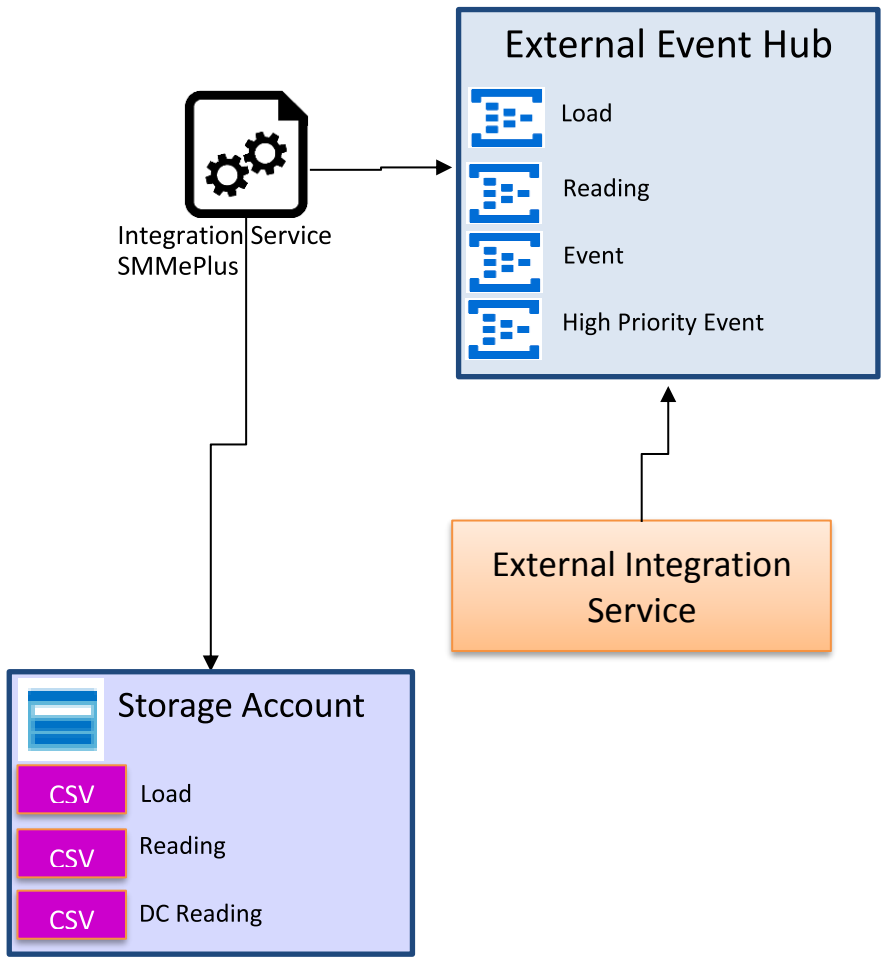 External Event Hub
Load
Reading
Event
High Priority Event
Integration Service
SMMePlus
External Integration
Service
Storage Account
CSV Load
CSV Reading
CSV DC Reading